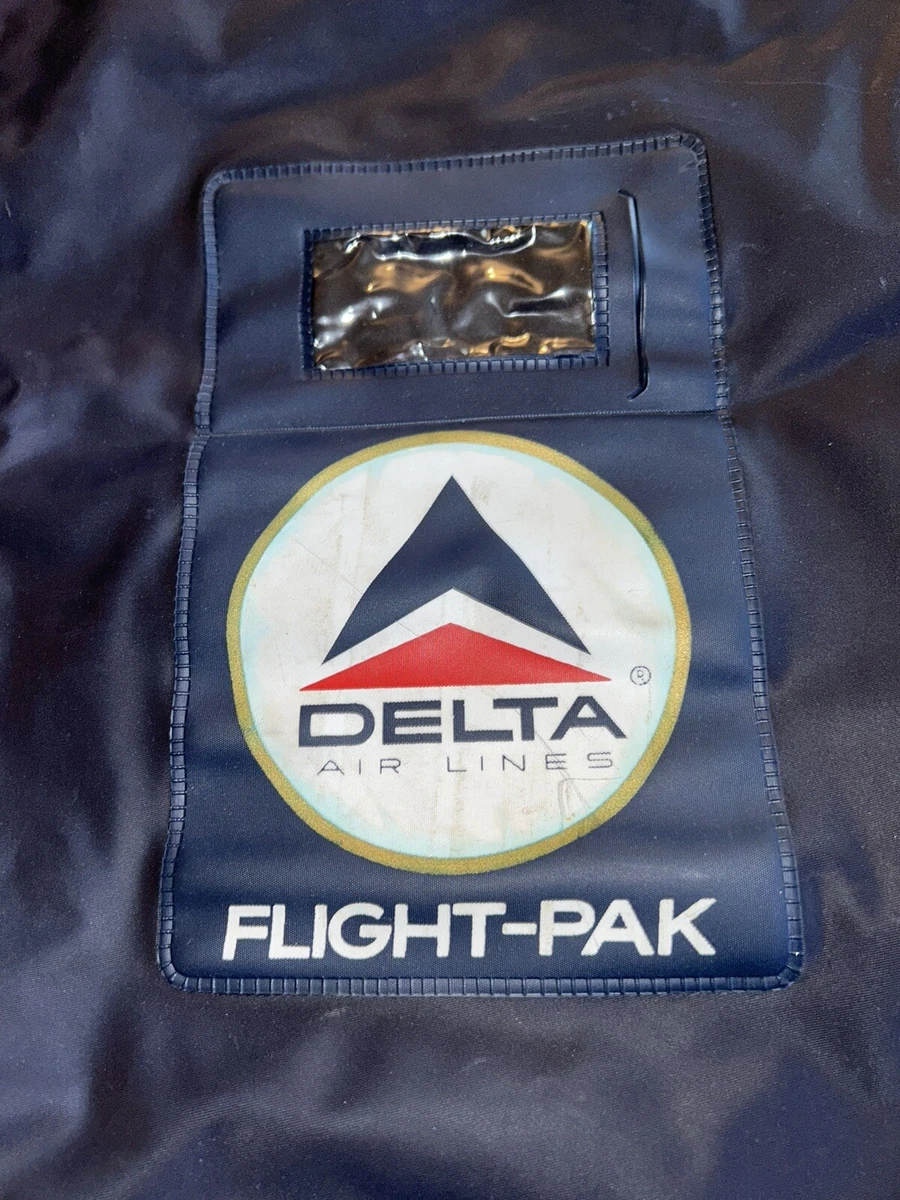 ®
DELTA
AIR LINES
FLIGHT-PAK